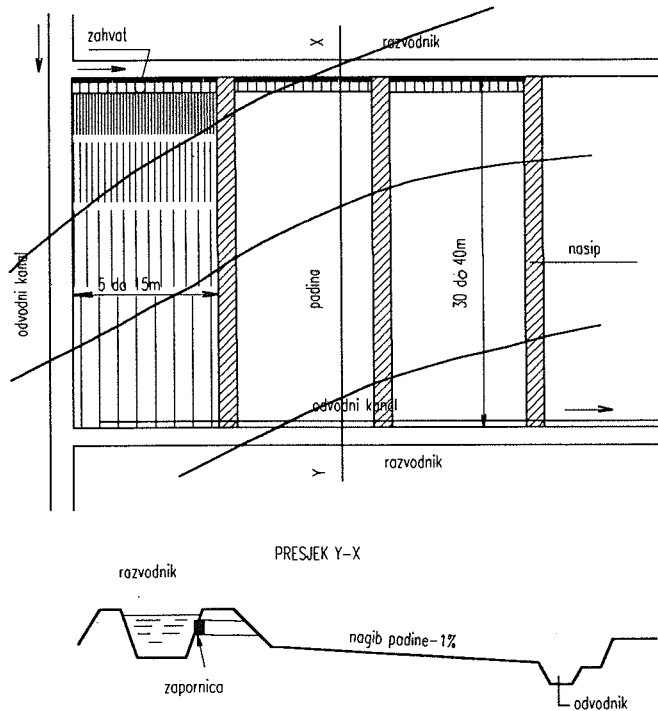 zahvat
X
razvodnik
odvodni kanal
5 do 15m
padina
30 do 40m
nasip
odvodni kanal
Y
razvodnik
PRESJEK Y-X
razvodnik
nagib padine-1%
zapornica
odvodnik